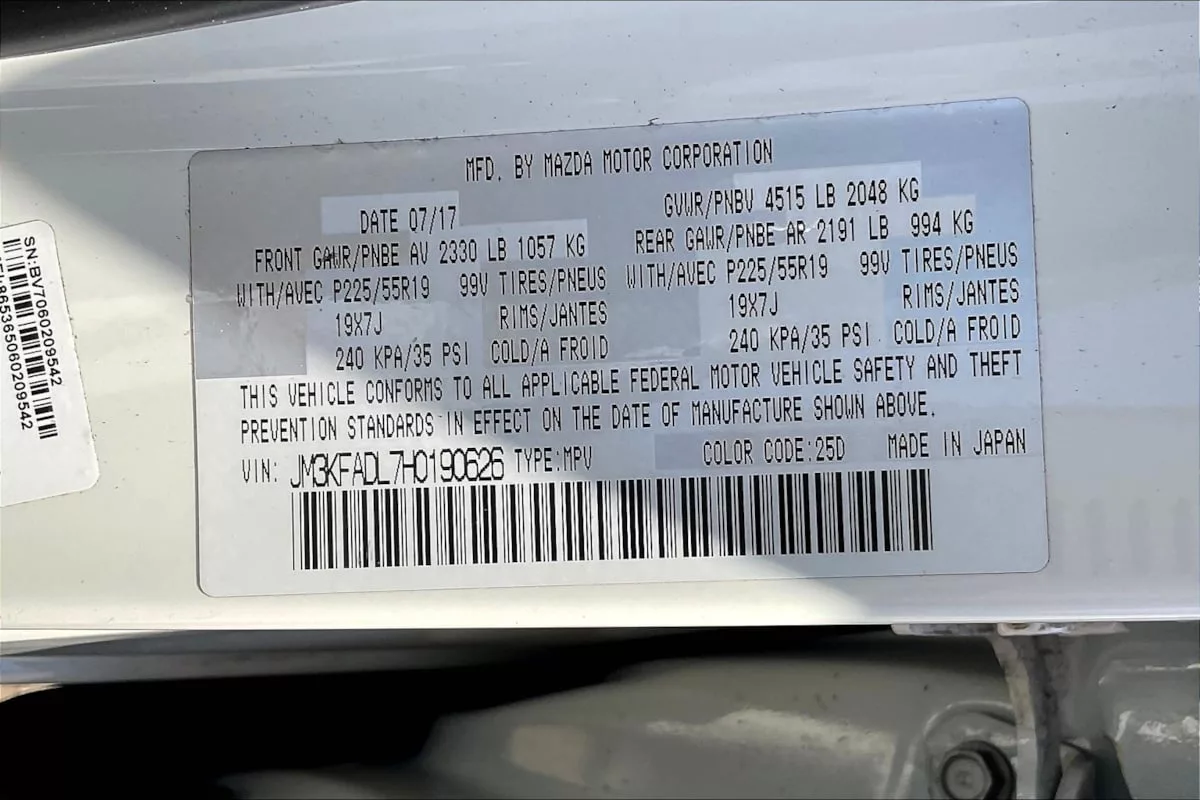 MFD. BY MAZDA MOTOR CORPORATION
DATE 07/17
GVWR/PNBV 4515 LB 2048 KG
FRONT GAWR/PNBE AV 2330 LB 1057 KG
REAR GAWR/PNBE AR 2191 LB 994 KG
WITH/AVEC P225/55R19 99V TIRES/PNEUS
WITH/AVEC P225/55R19 99V TIRES/PNEUS
19X7J RIMS/JANTES
19X7J RIMS/JANTES
240 KPA/35 PSI COLD/A FROID
240 KPA/35 PSI COLD/A FROID
THIS VEHICLE CONFORMS TO ALL APPLICABLE FEDERAL MOTOR VEHICLE SAFETY AND THEFT
PREVENTION STANDARDS IN EFFECT ON THE DATE OF MANUFACTURE SHOWN ABOVE.
VIN: JM3KFADL7H0190626 TYPE:MPV COLOR CODE:25D MADE IN JAPAN
SN:BV7060209542